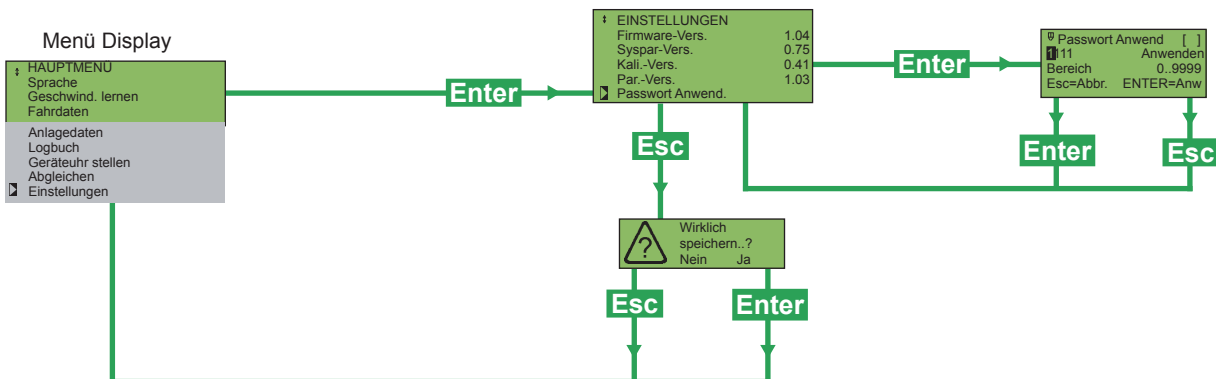 Menü Display
HAUPTMENÜ
Sprache
Geschwind. lernen
Fahrdaten
Anlagedaten
Logbuch
Geräteuhr stellen
Abgleichen
Einstellungen
Enter
EINSTELLUNGEN
Firmware-Vers. 1.04
Syspar-Vers. 0.75
Kali.-Vers. 0.41
Par.-Vers. 1.03
Passwort Anwend.
Enter
Passwort Anwend [ ]
1111 Anwenden
Bereich 0..9999
Esc=Abbr. ENTER=Anw
Enter
Esc
Esc
Wirklich
speichern..?
? 
Nein Ja
Esc
Enter